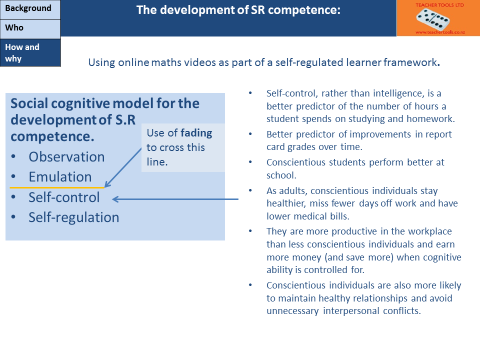 Background
Who
How and
why
The development of SR competence:
TEACHER TOOLS LTD
www.teachertools.co.nz
Using online maths videos as part of a self-regulated learner framework.
Social cognitive model for the
development of S.R
competence.
• Observation
• Emulation
• Self-control
• Self-regulation
Use of fading
to cross this
line.
• Self-control, rather than intelligence, is a
better predictor of the number of hours a
student spends on studying and homework.
• Better predictor of improvements in report
card grades over time.
• Conscientious students perform better at
school.
• As adults, conscientious individuals stay
healthier, miss fewer days off work and have
lower medical bills.
• They are more productive in the workplace
than less conscientious individuals and earn
more money (and save more) when cognitive
ability is controlled for.
• Conscientious individuals are also more likely
to maintain healthy relationships and avoid
unnecessary interpersonal conflicts.